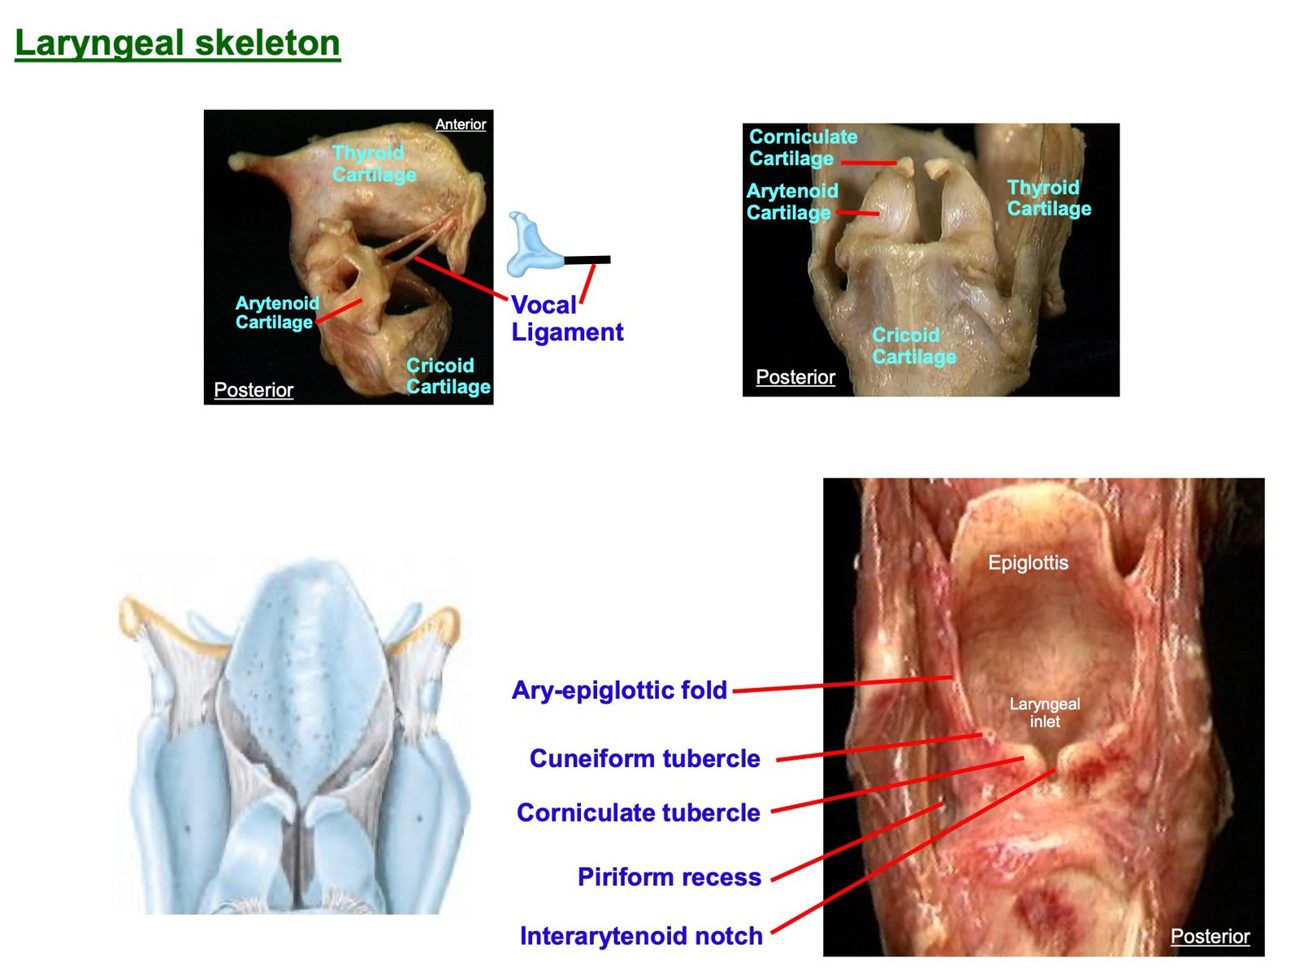 Laryngeal skeleton
Anterior
Thyroid
Cartilage
Arytenoid
Cartilage
Cricoid
Cartilage
Posterior
Vocal
Ligament
Corniculate
Cartilage
Arytenoid
Cartilage
Thyroid
Cartilage
Cricoid
Cartilage
Posterior
Epiglottis
Laryngeal
inlet
Ary-epiglottic fold
Cuneiform tubercle
Corniculate tubercle
Piriform recess
Interarytenoid notch
Posterior